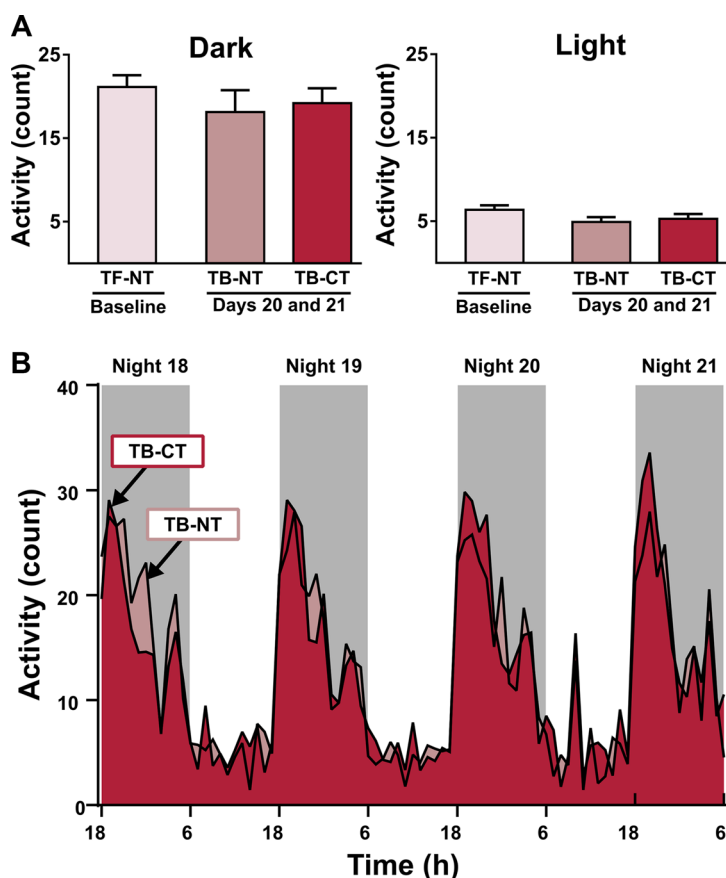 A
Dark
Light
Activity (count)
25
15
5
TF-NT
TB-NT
TB-CT
Baseline
Days 20 and 21
Activity (count)
25
15
5
TF-NT
TB-NT
TB-CT
Baseline
Days 20 and 21
B
Night 18
Night 19
Night 20
Night 21
Activity (count)
40
30
20
10
0
TB-CT
TB-NT
18
6
18
6
18
6
18
6
Time (h)